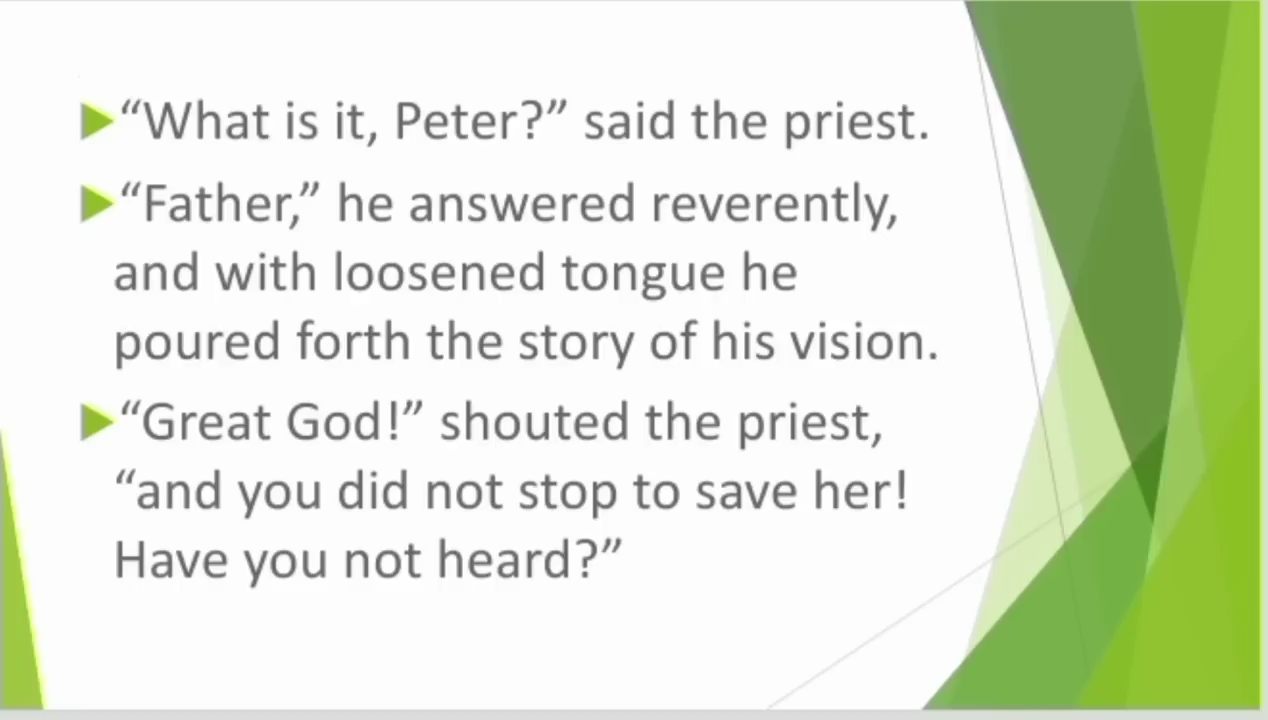 “What is it, Peter?” said the priest.
“Father,” he answered reverently,
and with loosened tongue he
poured forth the story of his vision.
“Great God!” shouted the priest,
“and you did not stop to save her!
Have you not heard?”